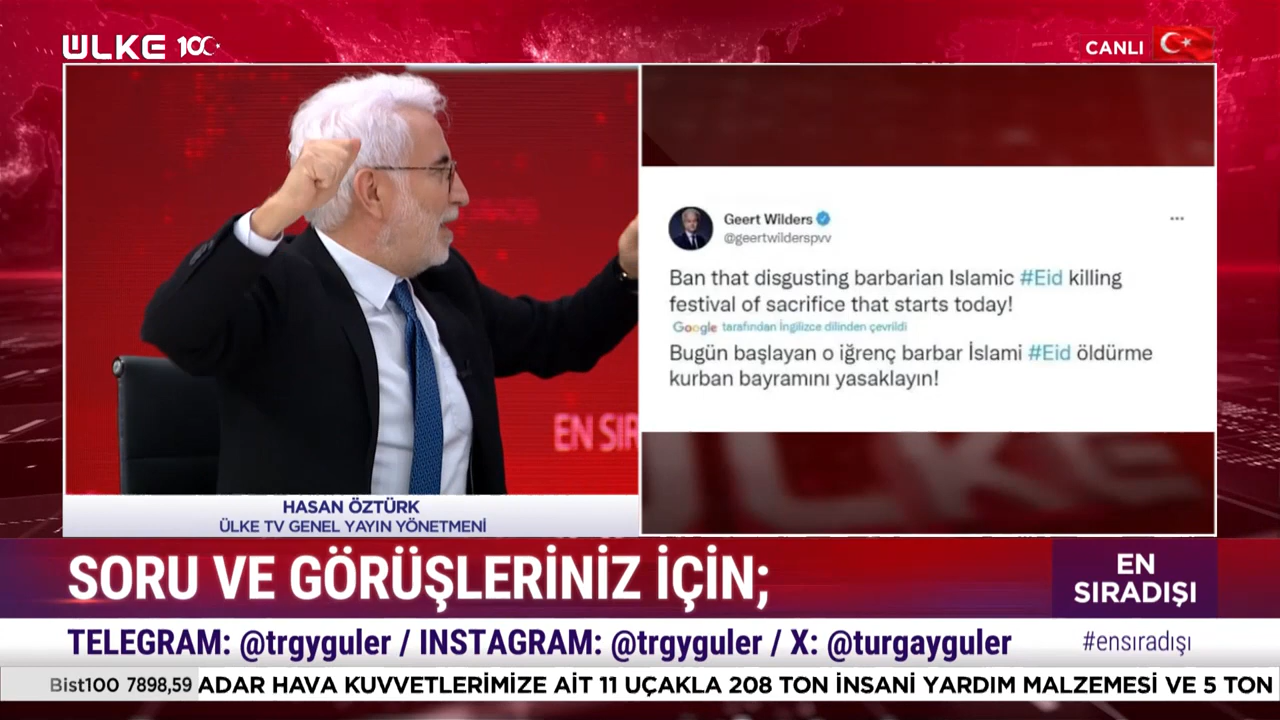 ÜLKE 100
CANLI
Geert Wilders
@geertwilderspvv
Ban that disgusting barbarian Islamic #Eid killing
festival of sacrifice that starts today!
Google tarafından İngilizce dilinden çevrildi
Bugün başlayan o iğrenç barbar İslami #Eid öldürme
kurban bayramını yasaklayın!
EN SIR
ÜLKE
HASAN ÖZTÜRK
ÜLKE TV GENEL YAYIN YÖNETMENİ
SORU VE GÖRÜŞLERİNİZ İÇİN;
EN
SIRADIŞI
TELEGRAM: @trgyguler / INSTAGRAM: @trgyguler / X: @turgayguler
#ensıradışı
Bist100 7898,59
ADAR HAVA KUVVETLERİMİZE AİT 11 UÇAKLA 208 TON İNSANİ YARDIM MALZEMESİ VE 5 TON